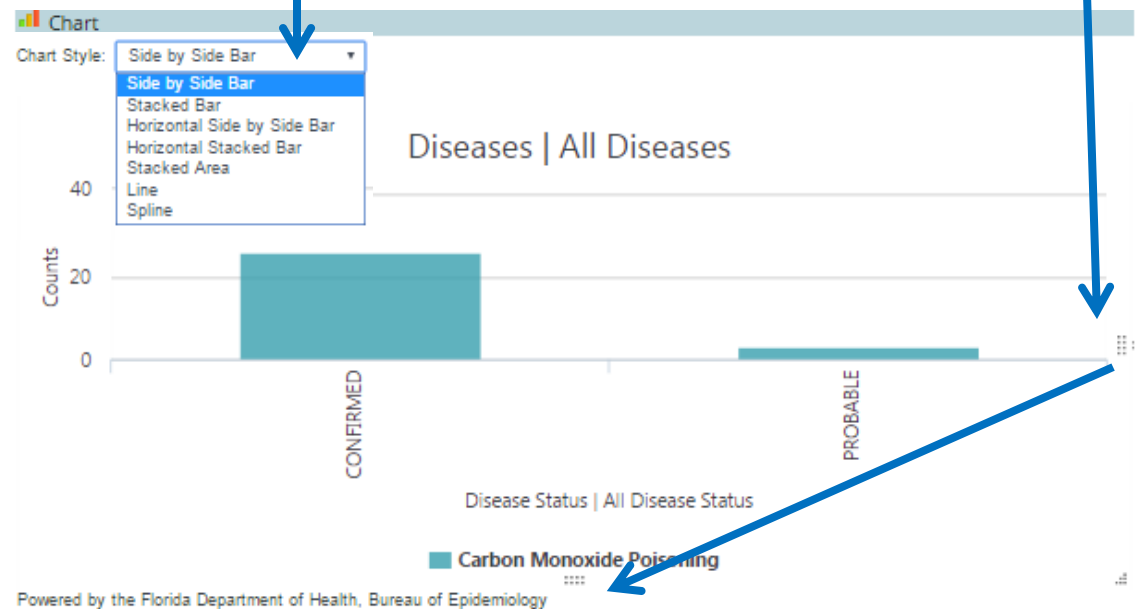 Chart
Chart Style: Side by Side Bar
Side by Side Bar
Stacked Bar
Horizontal Side by Side Bar
Horizontal Stacked Bar
Stacked Area
Line
Spline
Diseases | All Diseases
40
20
0
Counts
CONFIRMED
PROBABLE
Disease Status | All Disease Status
Carbon Monoxide Poisoning
Powered by the Florida Department of Health, Bureau of Epidemiology